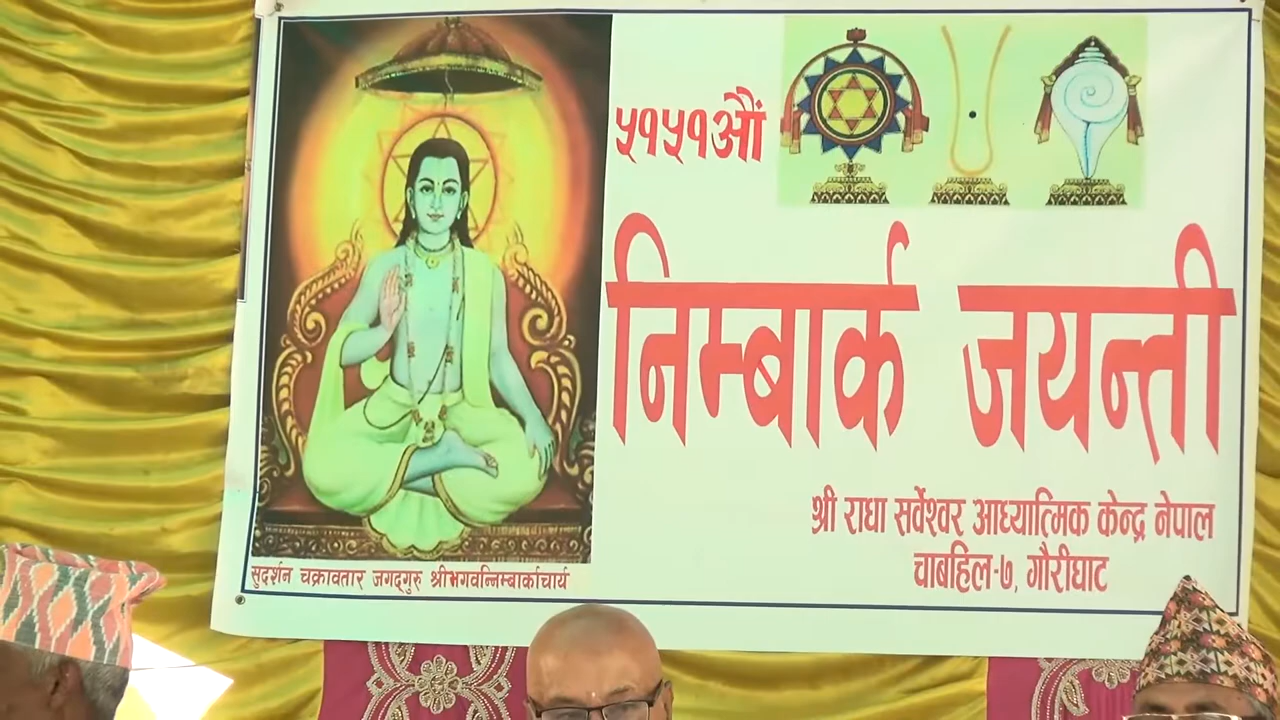 ५१५१औं
निम्बार्क जयन्ती
श्री राधा सर्वेश्वर आध्यात्मिक केन्द्र नेपाल
चाबहिल-७, गौरीघाट
सुदर्शन चक्रावतार जगद्गुरु श्रीभगवन्निम्बार्काचार्य